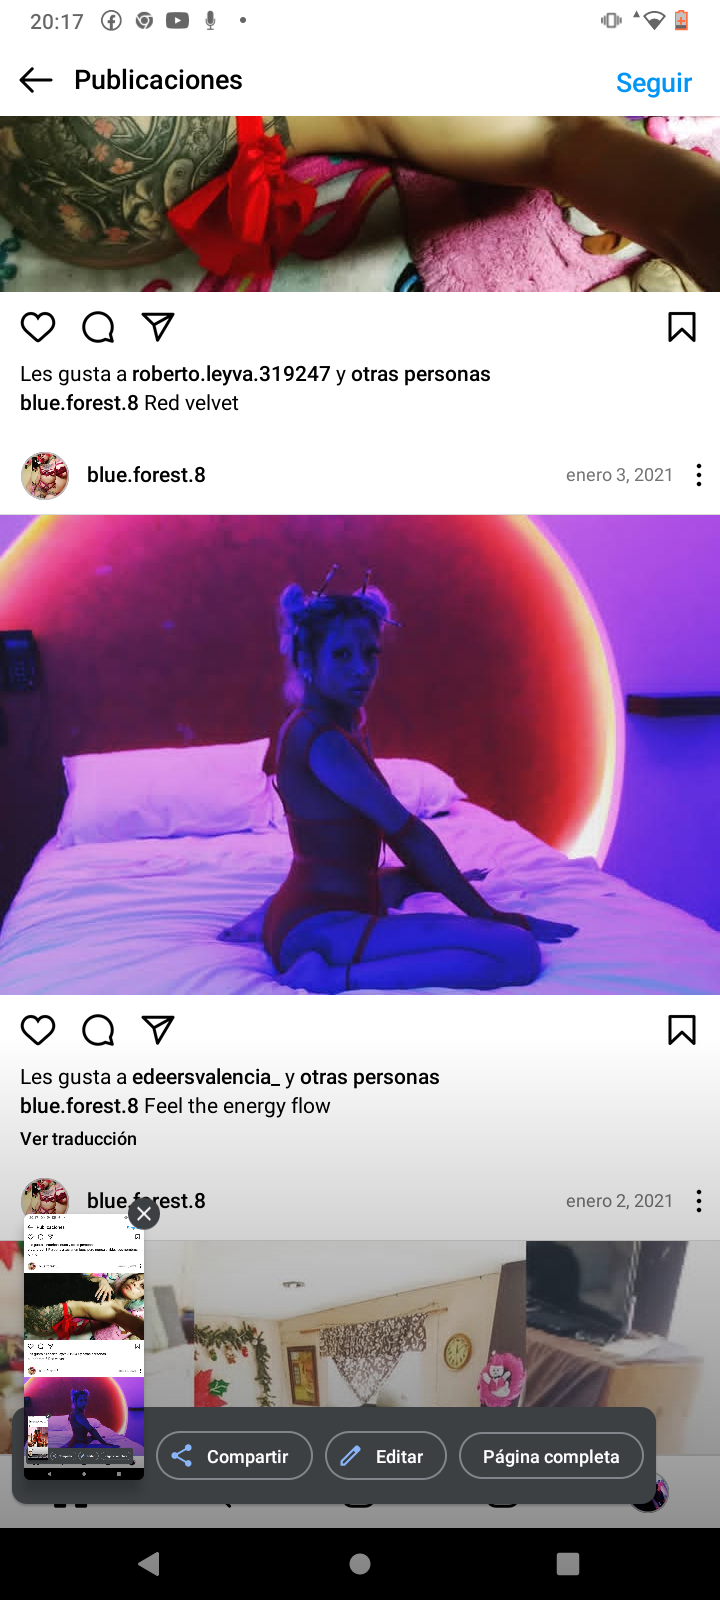 20:17
Publicaciones
Seguir
Les gusta a roberto.leyva.319247 y otras personas
blue.forest.8 Red velvet
blue.forest.8
enero 3, 2021
Les gusta a edeersvalencia_ y otras personas
blue.forest.8 Feel the energy flow
Ver traducción
blue.forest.8
enero 2, 2021
Publicaciones
Compartir
Editar
Página completa